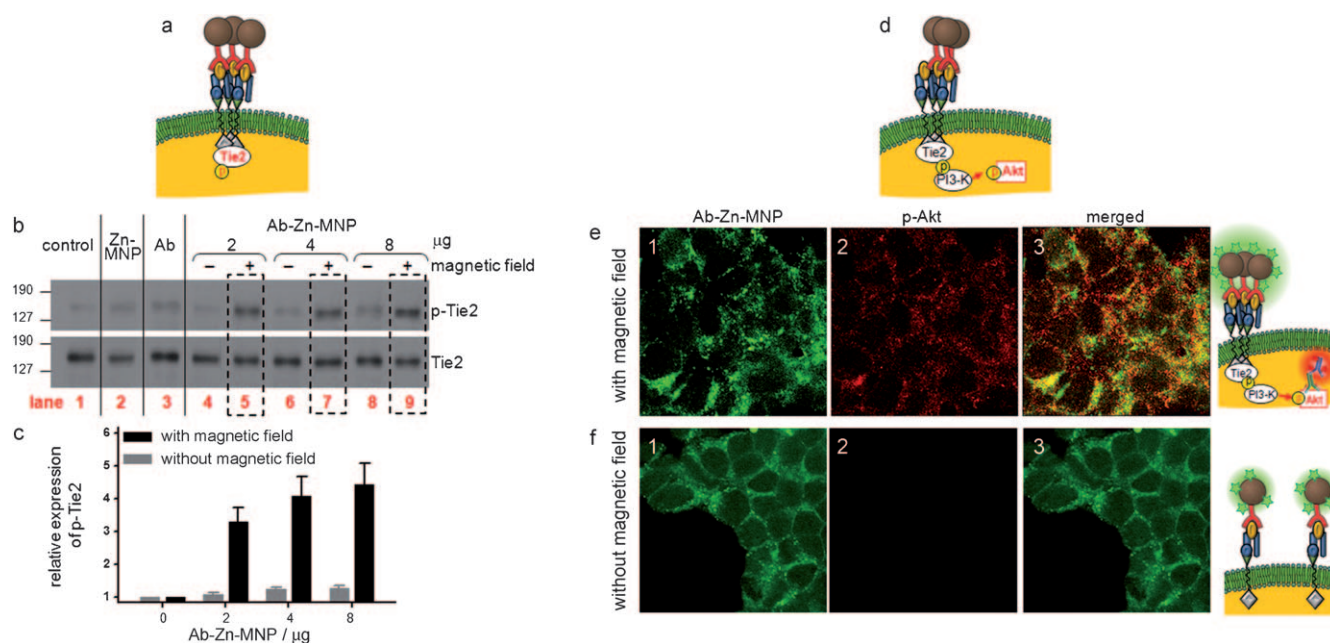 a
Tie2
p
b
Ab-Zn-MNP
control
Zn-
MNP
Ab
2
4
8
μg
– + – + – + magnetic field
190
127
p-Tie2
190
127
Tie2
lane 1 2 3 4 5 6 7 8 9
c
with magnetic field
without magnetic field
relative expression
of p-Tie2
6
5
4
3
2
1
0 2 4 8
Ab-Zn-MNP / μg
d
Tie2
p
PI3-K
p
Akt
Ab-Zn-MNP p-Akt merged
e
with magnetic field
1 2 3
Tie2
p
PI3-K
p
Akt
f
without magnetic field
1 2 3